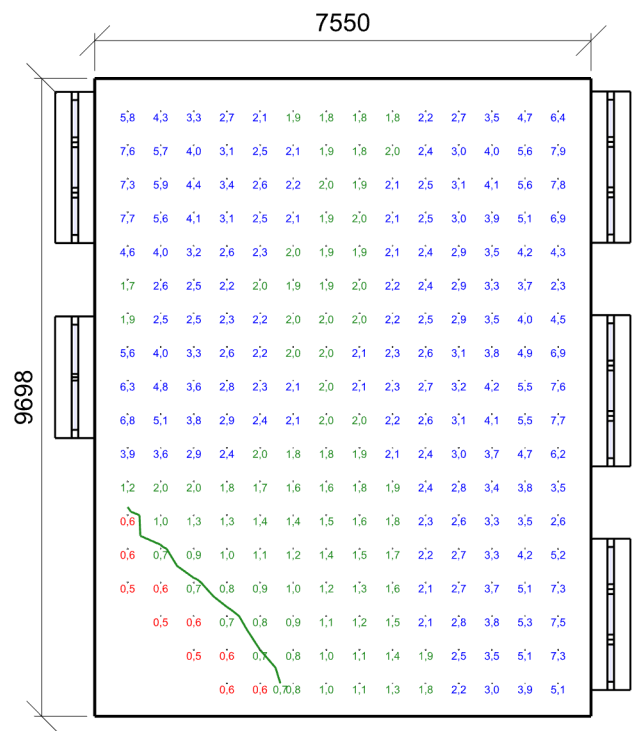 7550
9698
5,8 4,3 3,3 2,7 2,1 1,9 1,8 1,8 1,8 2,2 2,7 3,5 4,7 6,4
7,6 5,7 4,0 3,1 2,5 2,1 1,9 1,8 2,0 2,4 3,0 4,0 5,6 7,9
7,3 5,9 4,4 3,4 2,6 2,2 2,0 1,9 2,1 2,5 3,1 4,1 5,6 7,8
7,7 5,6 4,1 3,1 2,5 2,1 1,9 2,0 2,1 2,5 3,0 3,9 5,1 6,9
4,6 4,0 3,2 2,6 2,3 2,0 1,9 1,9 2,1 2,4 2,9 3,5 4,2 4,3
1,7 2,6 2,5 2,2 2,0 1,9 1,9 2,0 2,2 2,4 2,9 3,3 3,7 2,3
1,9 2,5 2,5 2,3 2,2 2,0 2,0 2,0 2,2 2,5 2,9 3,5 4,0 4,5
5,6 4,0 3,3 2,6 2,2 2,0 2,0 2,1 2,3 2,6 3,1 3,8 4,9 6,9
6,3 4,8 3,6 2,8 2,3 2,1 2,0 2,1 2,3 2,7 3,2 4,2 5,5 7,6
6,8 5,1 3,8 2,9 2,4 2,1 2,0 2,0 2,2 2,6 3,1 4,1 5,5 7,7
3,9 3,6 2,9 2,4 2,0 1,8 1,8 1,9 2,1 2,4 3,0 3,7 4,7 6,2
1,2 2,0 2,0 1,8 1,7 1,6 1,6 1,8 1,9 2,4 2,8 3,4 3,8 3,5
0,6 1,0 1,3 1,3 1,4 1,4 1,5 1,6 1,8 2,3 2,6 3,3 3,5 2,6
0,6 0,7 0,9 1,0 1,1 1,2 1,4 1,5 1,7 2,2 2,7 3,3 4,2 5,2
0,5 0,6 0,7 0,8 0,9 1,0 1,2 1,3 1,6 2,1 2,7 3,7 5,1 7,3
0,5 0,6 0,7 0,8 0,9 1,1 1,2 1,5 2,1 2,8 3,8 5,3 7,5
0,5 0,6 0,7 0,8 1,0 1,1 1,4 1,9 2,5 3,5 5,1 7,3
0,6 0,6 0,7 0,8 1,0 1,1 1,3 1,8 2,2 3,0 3,9 5,1